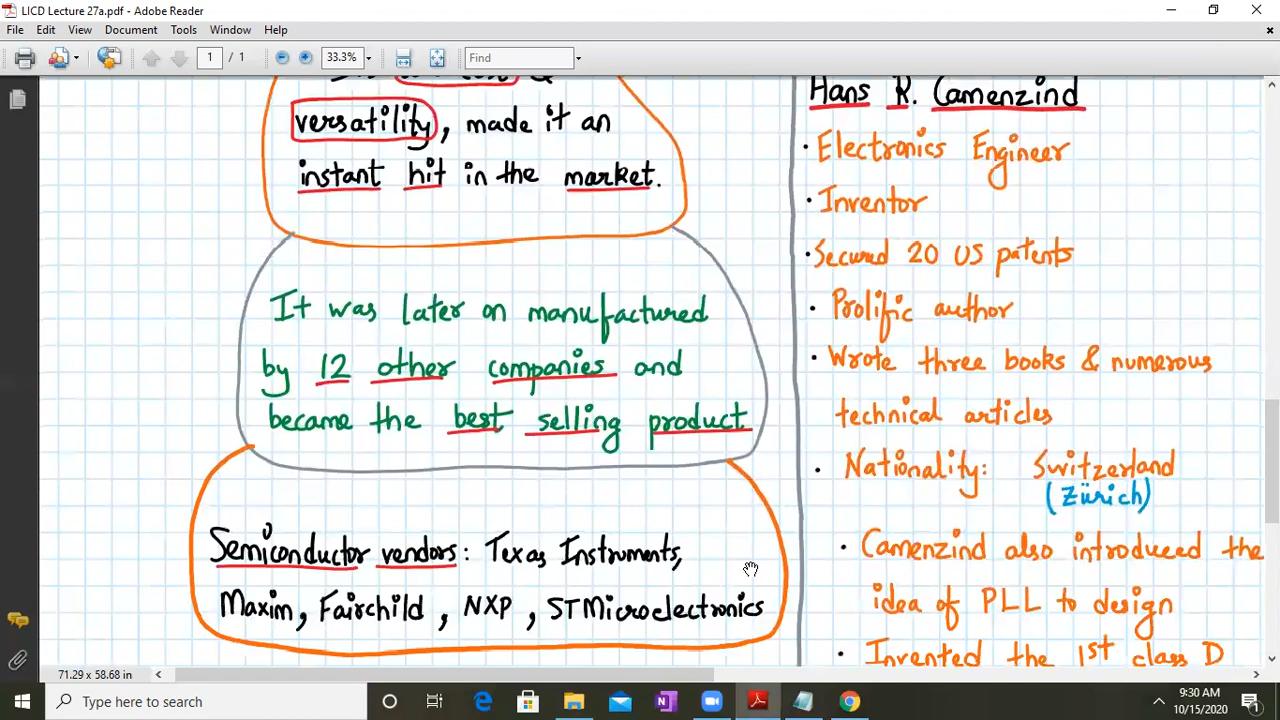 LICD Lecture 27a.pdf - Adobe Reader
File Edit View Document Tools Window Help
1 / 1 33.3% Find
versatility, made it an
instant hit in the market.
It was later on manufactured
by 12 other companies and
became the best selling product
Semiconductor vendors: Texas Instruments,
Maxim, Fairchild, NXP, STMicroelectronics
Hans R. Camenzind
· Electronics Engineer
· Inventor
· Secured 20 US patents
· Prolific author
· Wrote three books & numerous
technical articles
· Nationality: Switzerland
(Zürich)
· Camenzind also introduced the
idea of PLL to design
· Invented the 1st class D
71.29 x 58.68 in
Type here to search
9:30 AM
10/15/2020